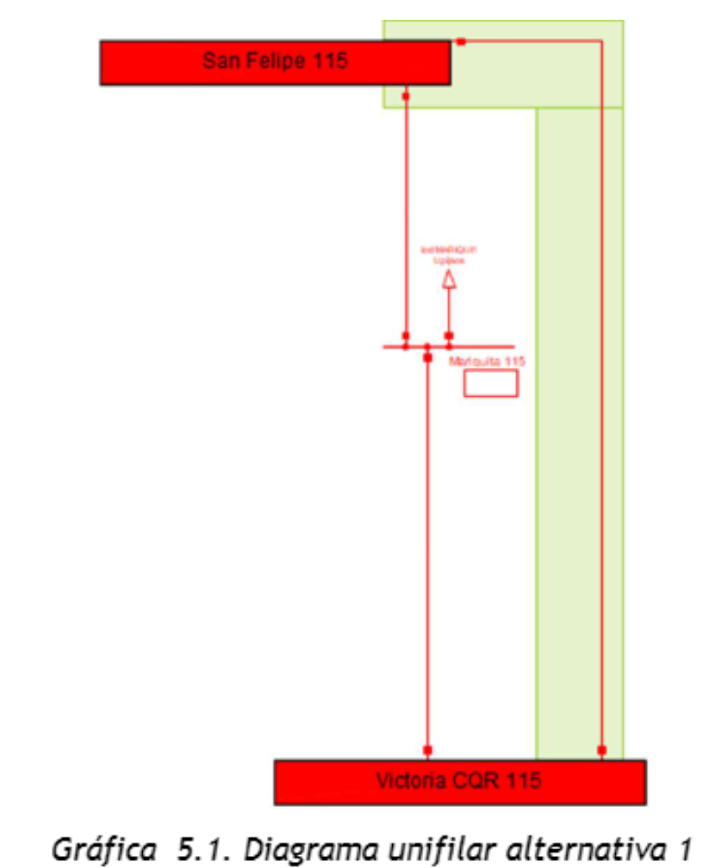 San Felipe 115
Mariquita 115
Victoria CQR 115
Gráfica 5.1. Diagrama unifilar alternativa 1